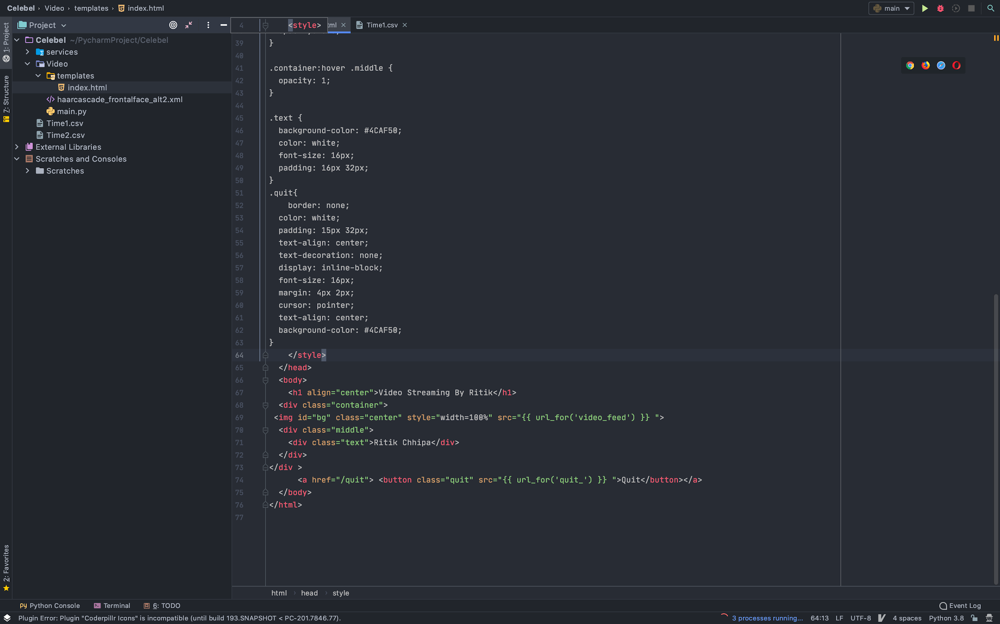 Celebel › Video › templates › index.html
main
1: Project
Z: Structure
2: Favorites
Project
Celebel ~/PycharmProject/Celebel
services
Video
templates
index.html
haarcascade_frontalface_alt2.xml
main.py
Time1.csv
Time2.csv
External Libraries
Scratches and Consoles
Scratches
4 <style>
tml
Time1.csv
39 }
40
41 .container:hover .middle {
42 opacity: 1;
43 }
44
45 .text {
46 background-color: #4CAF50;
47 color: white;
48 font-size: 16px;
49 padding: 16px 32px;
50 }
51 .quit{
52 border: none;
53 color: white;
54 padding: 15px 32px;
55 text-align: center;
56 text-decoration: none;
57 display: inline-block;
58 font-size: 16px;
59 margin: 4px 2px;
60 cursor: pointer;
61 text-align: center;
62 background-color: #4CAF50;
63 }
64 </style>
65 </head>
66 <body>
67 <h1 align="center">Video Streaming By Ritik</h1>
68 <div class="container">
69 <img id="bg" class="center" style="width=100%" src="{{ url_for('video_feed') }} ">
70 <div class="middle">
71 <div class="text">Ritik Chhipa</div>
72 </div>
73 </div >
74 <a href="/quit"> <button class="quit" src="{{ url_for('quit_') }} ">Quit</button></a>
75 </body>
76 </html>
77
html › head › style
Python Console
Terminal
6: TODO
Event Log
Plugin Error: Plugin "Coderpillr Icons" is incompatible (until build 193.SNAPSHOT < PC-201.7846.77).
3 processes running... 64:13 LF UTF-8 4 spaces Python 3.8